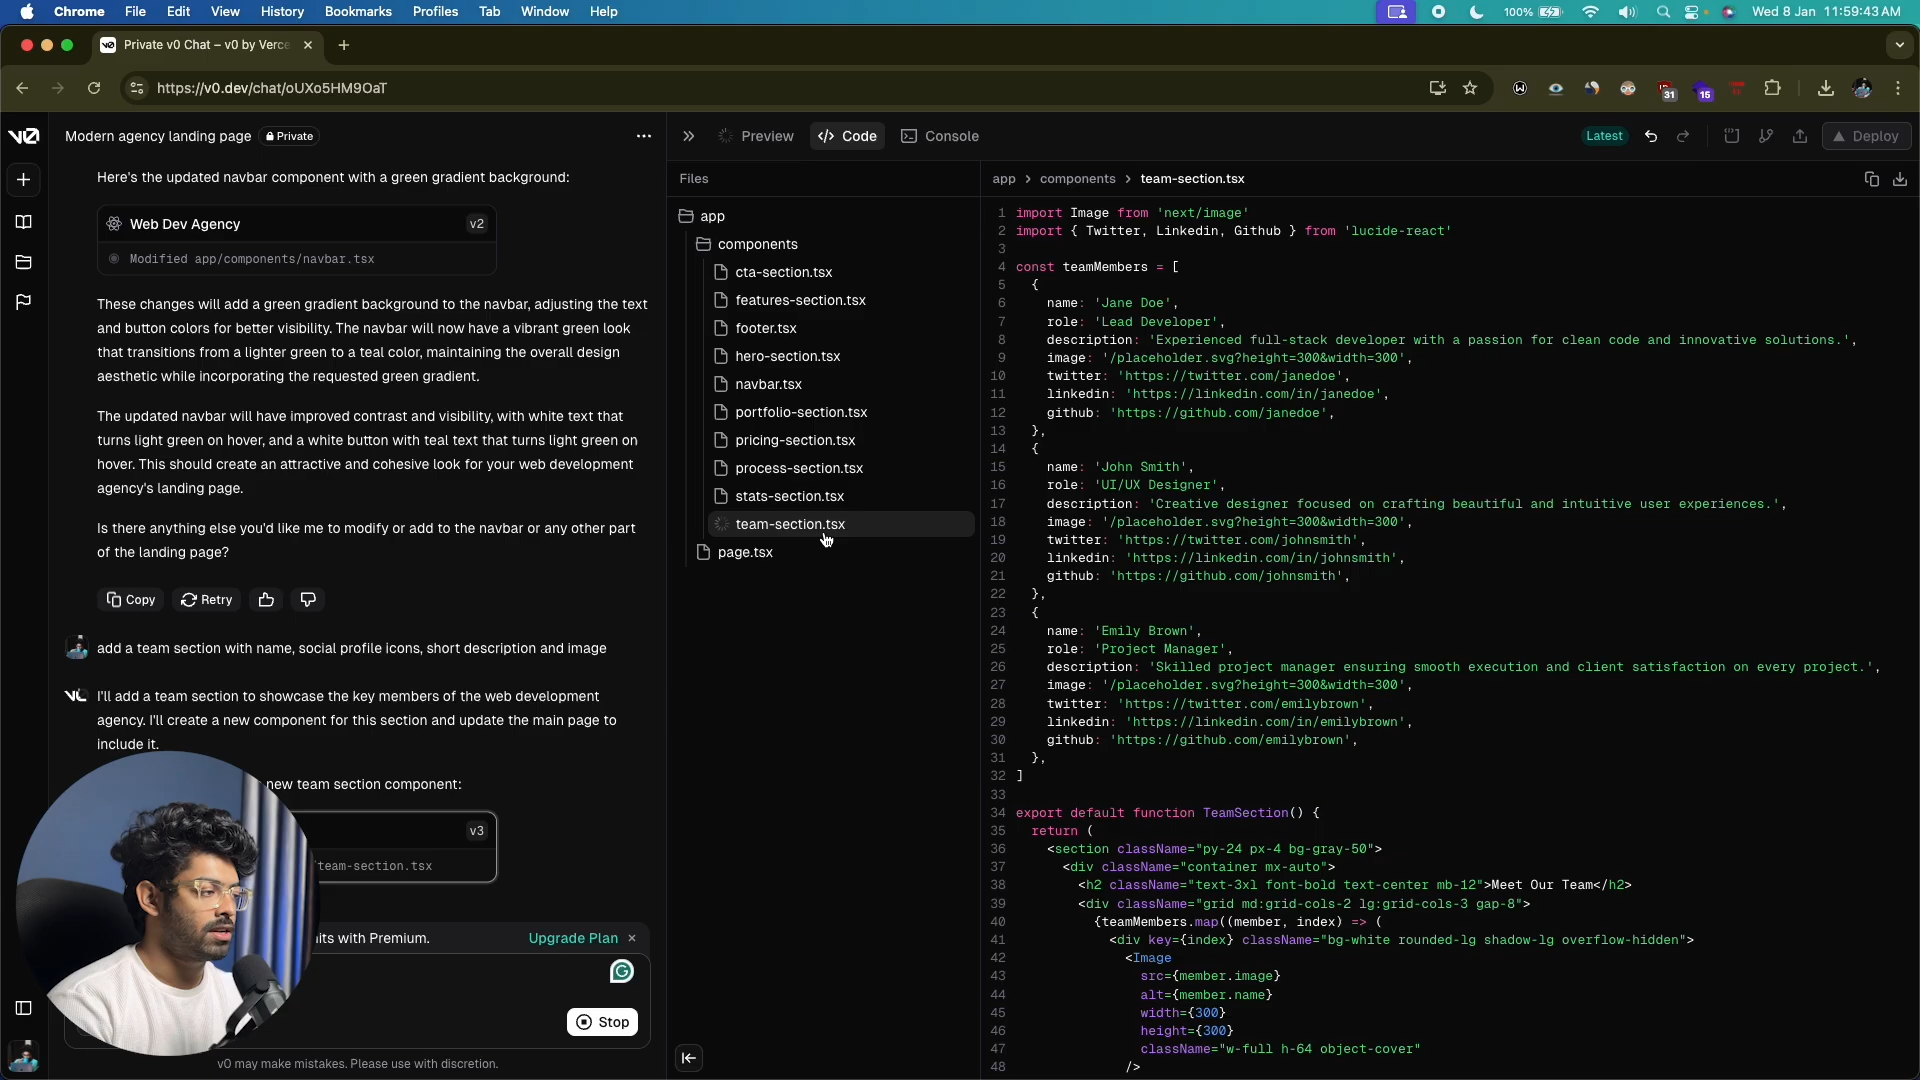 Chrome File Edit View History Bookmarks Profiles Tab Window Help
100% Wed 8 Jan 11:59:43 AM
Private v0 Chat – v0 by Verce
https://v0.dev/chat/oUXo5HM9OaT
31
15
Modern agency landing page Private
Here's the updated navbar component with a green gradient background:
Web Dev Agency v2
Modified app/components/navbar.tsx
These changes will add a green gradient background to the navbar, adjusting the text
and button colors for better visibility. The navbar will now have a vibrant green look
that transitions from a lighter green to a teal color, maintaining the overall design
aesthetic while incorporating the requested green gradient.
The updated navbar will have improved contrast and visibility, with white text that
turns light green on hover, and a white button with teal text that turns light green on
hover. This should create an attractive and cohesive look for your web development
agency's landing page.
Is there anything else you'd like me to modify or add to the navbar or any other part
of the landing page?
Copy Retry
add a team section with name, social profile icons, short description and image
I'll add a team section to showcase the key members of the web development
agency. I'll create a new component for this section and update the main page to
include it.
new team section component:
v3
/team-section.tsx
its with Premium. Upgrade Plan
Stop
v0 may make mistakes. Please use with discretion.
Preview Code Console
Latest Deploy
Files
app
components
cta-section.tsx
features-section.tsx
footer.tsx
hero-section.tsx
navbar.tsx
portfolio-section.tsx
pricing-section.tsx
process-section.tsx
stats-section.tsx
team-section.tsx
page.tsx
app › components › team-section.tsx
1 import Image from 'next/image'
2 import { Twitter, Linkedin, Github } from 'lucide-react'
3
4 const teamMembers = [
5 {
6 name: 'Jane Doe',
7 role: 'Lead Developer',
8 description: 'Experienced full-stack developer with a passion for clean code and innovative solutions.',
9 image: '/placeholder.svg?height=300&width=300',
10 twitter: 'https://twitter.com/janedoe',
11 linkedin: 'https://linkedin.com/in/janedoe',
12 github: 'https://github.com/janedoe',
13 },
14 {
15 name: 'John Smith',
16 role: 'UI/UX Designer',
17 description: 'Creative designer focused on crafting beautiful and intuitive user experiences.',
18 image: '/placeholder.svg?height=300&width=300',
19 twitter: 'https://twitter.com/johnsmith',
20 linkedin: 'https://linkedin.com/in/johnsmith',
21 github: 'https://github.com/johnsmith',
22 },
23 {
24 name: 'Emily Brown',
25 role: 'Project Manager',
26 description: 'Skilled project manager ensuring smooth execution and client satisfaction on every project.',
27 image: '/placeholder.svg?height=300&width=300',
28 twitter: 'https://twitter.com/emilybrown',
29 linkedin: 'https://linkedin.com/in/emilybrown',
30 github: 'https://github.com/emilybrown',
31 },
32 ]
33
34 export default function TeamSection() {
35 return (
36 <section className="py-24 px-4 bg-gray-50">
37 <div className="container mx-auto">
38 <h2 className="text-3xl font-bold text-center mb-12">Meet Our Team</h2>
39 <div className="grid md:grid-cols-2 lg:grid-cols-3 gap-8">
40 {teamMembers.map((member, index) => (
41 <div key={index} className="bg-white rounded-lg shadow-lg overflow-hidden">
42 <Image
43 src={member.image}
44 alt={member.name}
45 width={300}
46 height={300}
47 className="w-full h-64 object-cover"
48 />